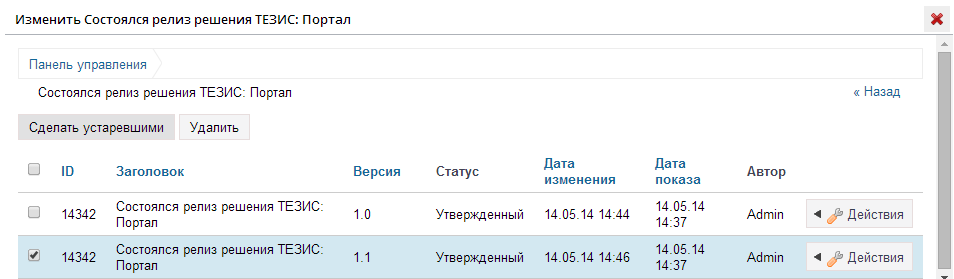 Изменить Состоялся релиз решения ТЕЗИС: Портал
Панель управления
Состоялся релиз решения ТЕЗИС: Портал
« Назад
Сделать устаревшими Удалить
ID Заголовок Версия Статус Дата изменения Дата показа Автор
14342 Состоялся релиз решения ТЕЗИС: Портал 1.0 Утвержденный 14.05.14 14:44 14.05.14 14:37 Admin Действия
14342 Состоялся релиз решения ТЕЗИС: Портал 1.1 Утвержденный 14.05.14 14:46 14.05.14 14:37 Admin Действия